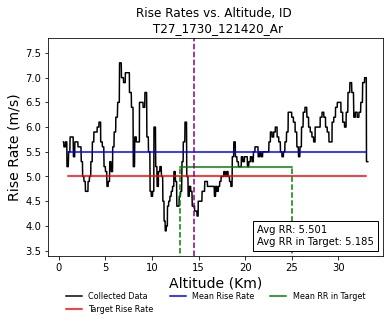 Rise Rates vs. Altitude, ID
T27_1730_121420_Ar
Rise Rate (m/s)
7.5
7.0
6.5
6.0
5.5
5.0
4.5
4.0
3.5
Avg RR: 5.501
Avg RR in Target: 5.185
0 5 10 15 20 25 30
Altitude (Km)
Collected Data Mean Rise Rate Mean RR in Target
Target Rise Rate